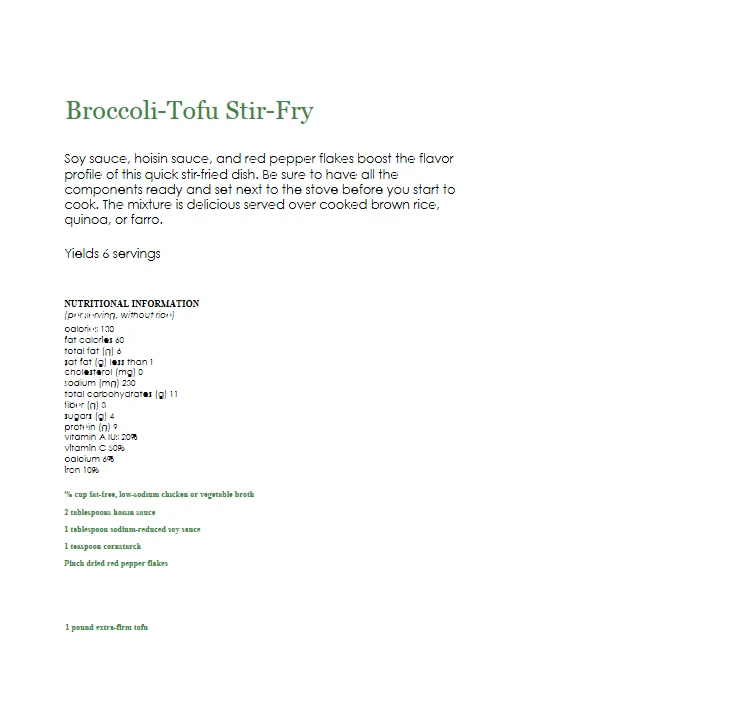 Broccoli-Tofu Stir-Fry
Soy sauce, hoisin sauce, and red pepper flakes boost the flavor
profile of this quick stir-fried dish. Be sure to have all the
components ready and set next to the stove before you start to
cook. The mixture is delicious served over cooked brown rice,
quinoa, or farro.
Yields 6 servings
NUTRITIONAL INFORMATION
(per serving, without rice)
calories 130
fat calories 60
total fat (g) 6
sat fat (g) less than 1
cholesterol (mg) 0
sodium (mg) 230
total carbohydrates (g) 11
fiber (g) 3
sugars (g) 4
protein (g) 9
vitamin A IUs 20%
vitamin C 50%
calcium 6%
iron 10%
% cup fat-free, low-sodium chicken or vegetable broth
2 tablespoons hoisin sauce
1 tablespoon sodium-reduced soy sauce
1 teaspoon cornstarch
Pinch dried red pepper flakes
1 pound extra-firm tofu